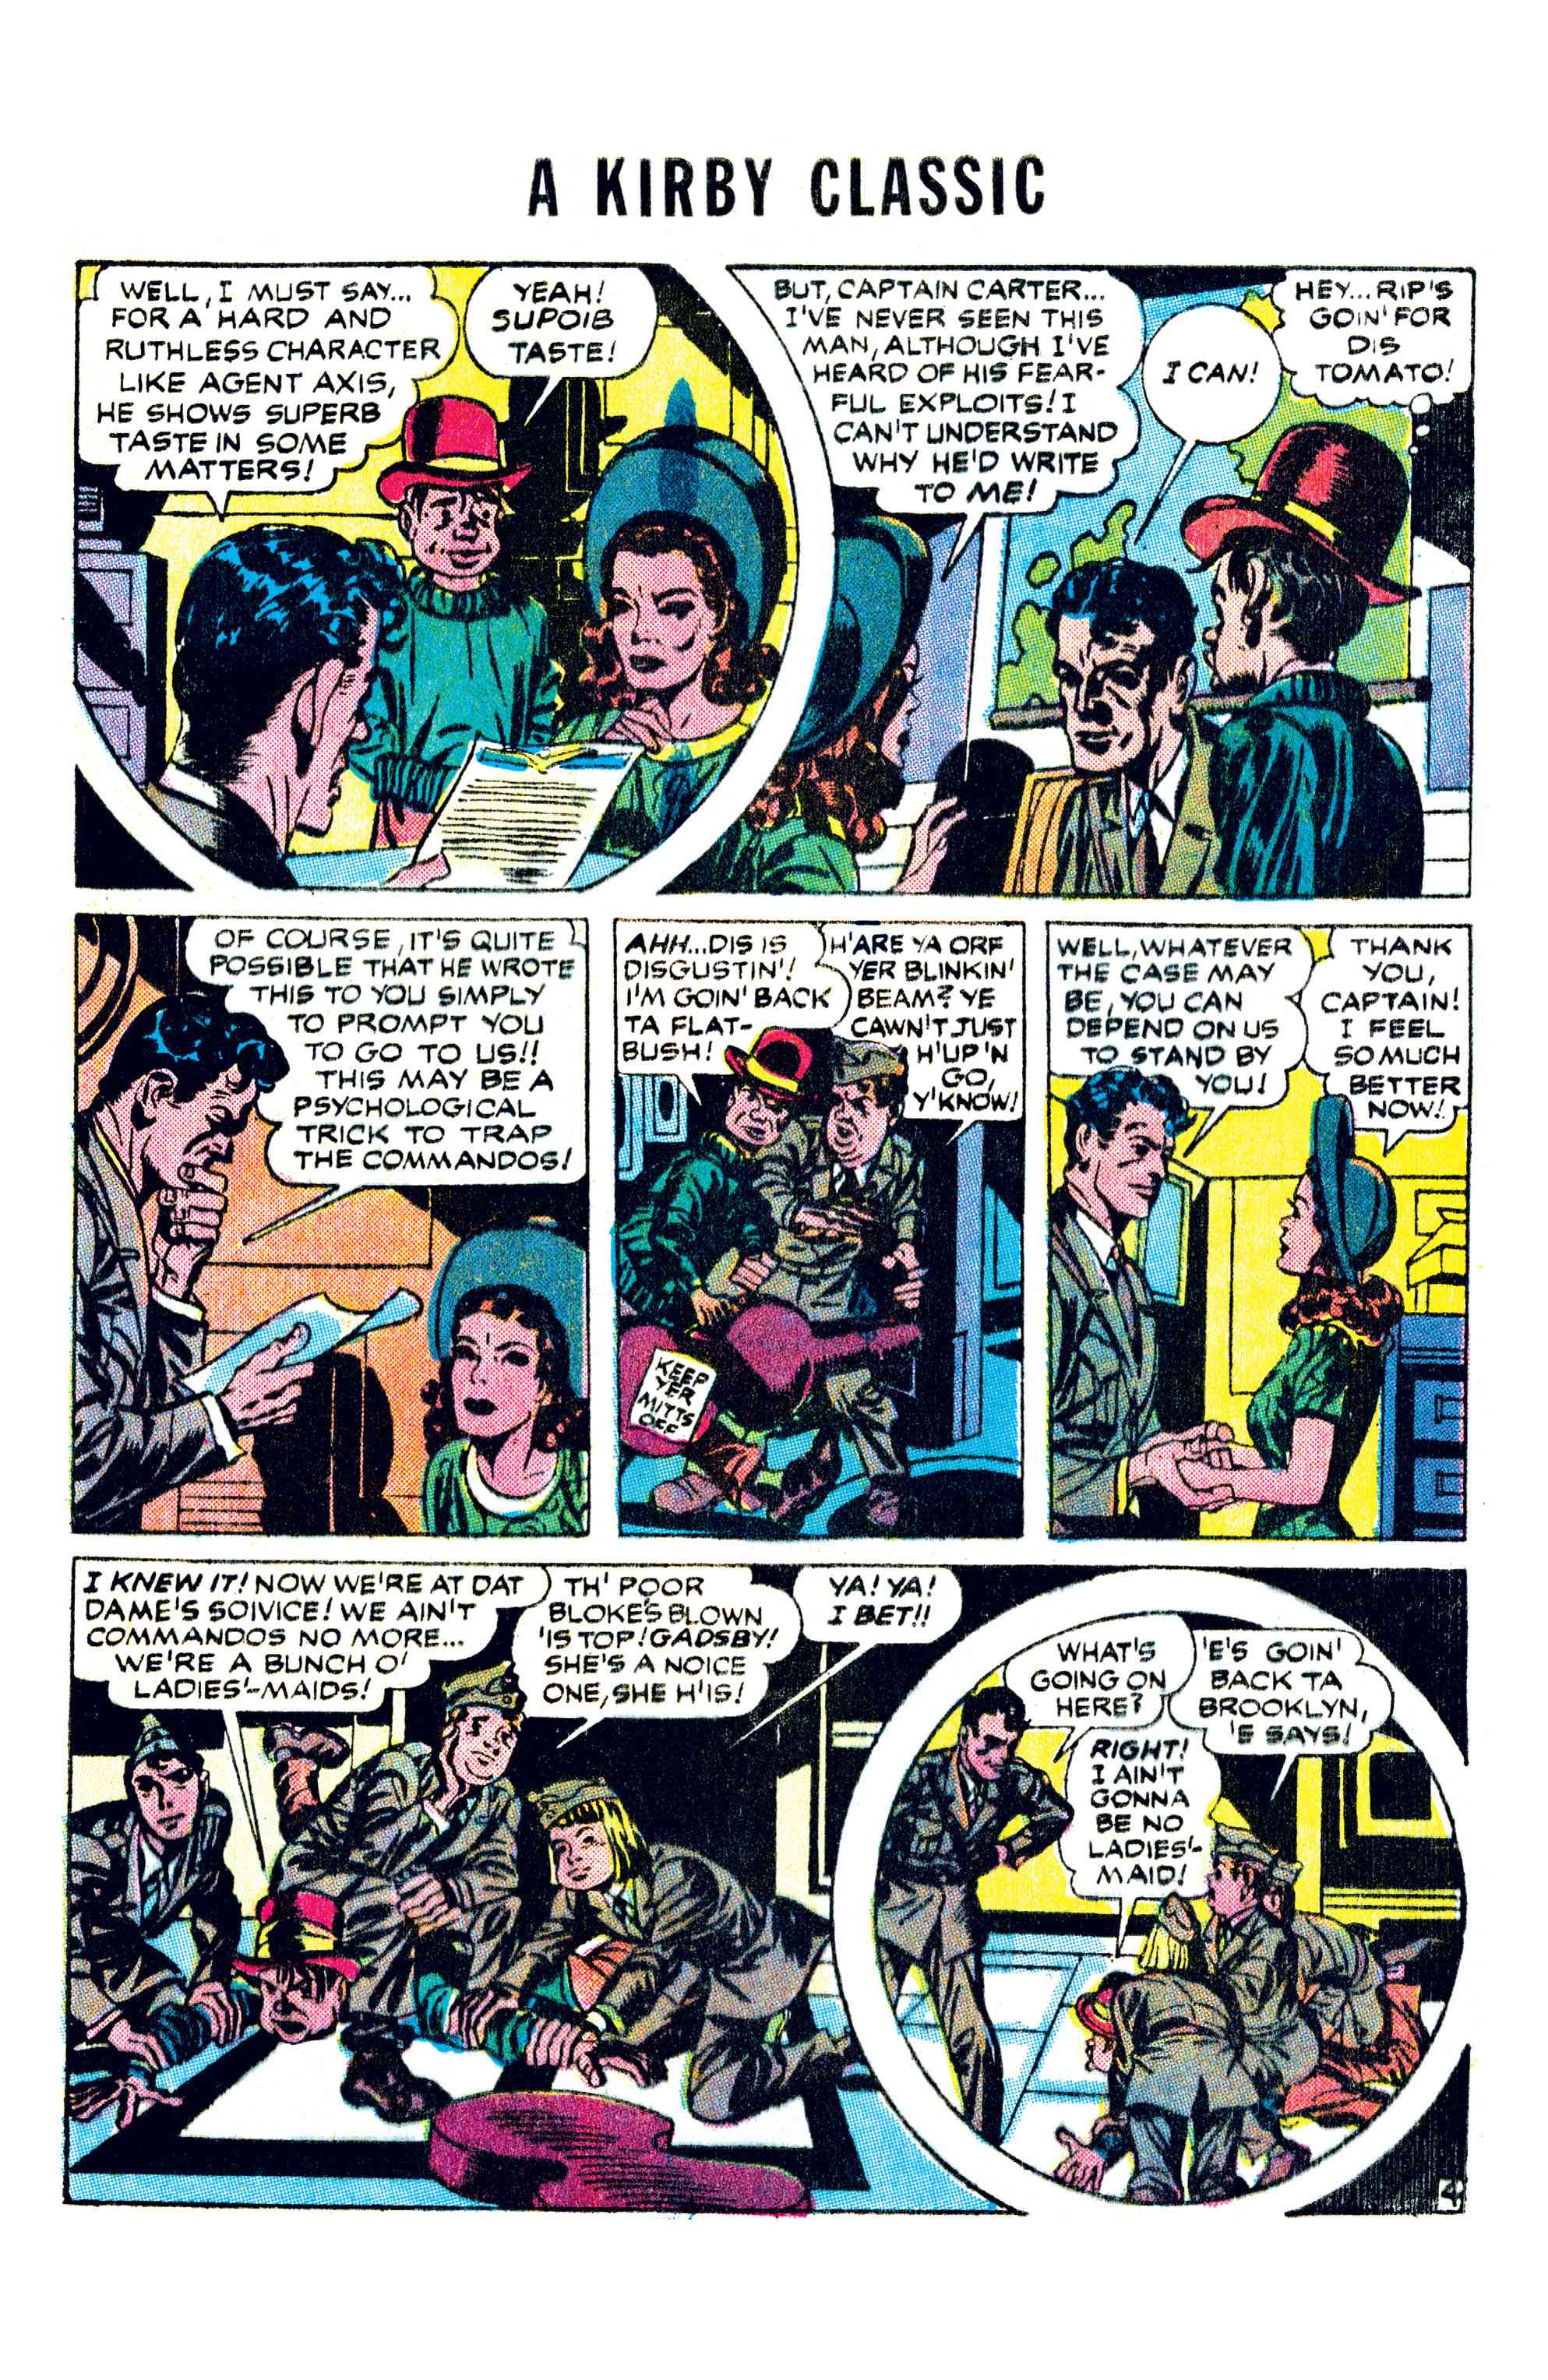 A KIRBY CLASSIC
WELL, I MUST SAY...
FOR A HARD AND
RUTHLESS CHARACTER
LIKE AGENT AXIS,
HE SHOWS SUPERB
TASTE IN SOME
MATTERS!
YEAH!
SUPOIB
TASTE!
BUT, CAPTAIN CARTER...
I'VE NEVER SEEN THIS
MAN, ALTHOUGH I'VE
HEARD OF HIS FEAR-
FUL EXPLOITS! I
CAN'T UNDERSTAND
WHY HE'D WRITE
TO ME!
I CAN!
HEY... RIP'S
GOIN' FOR
DIS
TOMATO!
OF COURSE, IT'S QUITE
POSSIBLE THAT HE WROTE
THIS TO YOU SIMPLY
TO PROMPT YOU
TO GO TO US!!
THIS MAY BE A
PSYCHOLOGICAL
TRICK TO TRAP
THE COMMANDOS!
AHH...DIS IS
DISGUSTIN'!
I'M GOIN' BACK
TA FLAT-
BUSH!
H'ARE YA ORF
YER BLINKIN'
BEAM? YE
CAWN'T JUST
H'UP'N
GO,
Y'KNOW!
KEEP
YER
MITTS
OFF
WELL, WHATEVER
THE CASE MAY
BE, YOU CAN
DEPEND ON US
TO STAND BY
YOU!
THANK
YOU,
CAPTAIN!
I FEEL
SO MUCH
BETTER
NOW!
I KNEW IT! NOW WE'RE AT DAT
DAME'S SOIVICE! WE AIN'T
COMMANDOS NO MORE...
WE'RE A BUNCH O'
LADIES'-MAIDS!
TH' POOR
BLOKE'S BLOWN
'IS TOP! GADSBY!
SHE'S A NOICE
ONE, SHE H'IS!
YA! YA!
I BET!!
WHAT'S
GOING ON
HERE?
'E'S GOIN'
BACK TA
BROOKLYN,
'E SAYS!
RIGHT!
I AIN'T
GONNA
BE NO
LADIES'-
MAID!
4